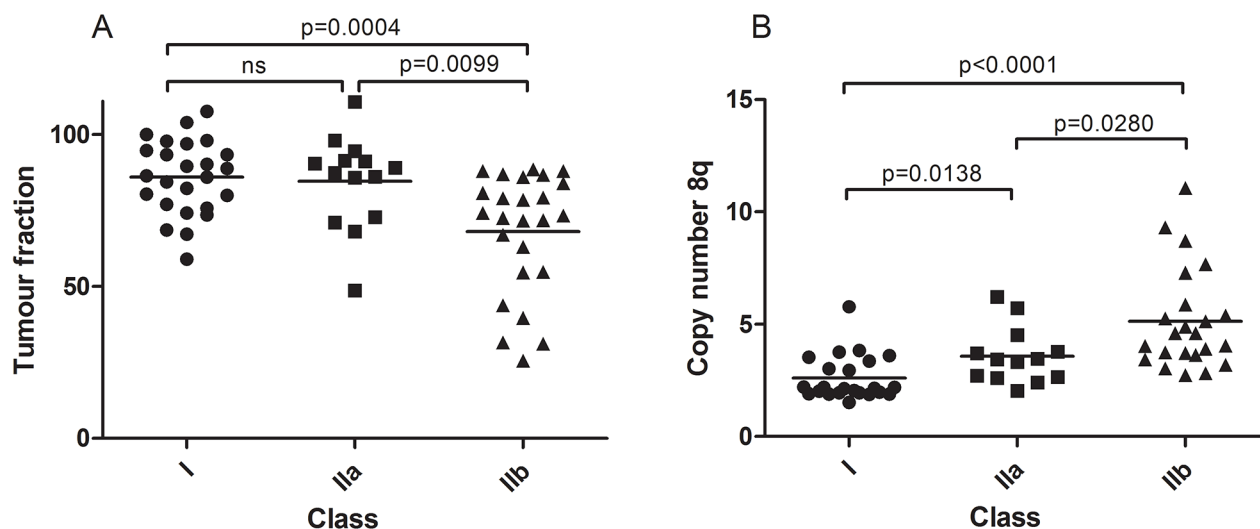 A
p=0.0004
ns
p=0.0099
100
50
0
Tumour fraction
I
IIa
IIb
Class
B
p<0.0001
p=0.0280
p=0.0138
15
10
5
0
Copy number 8q
I
IIa
IIb
Class